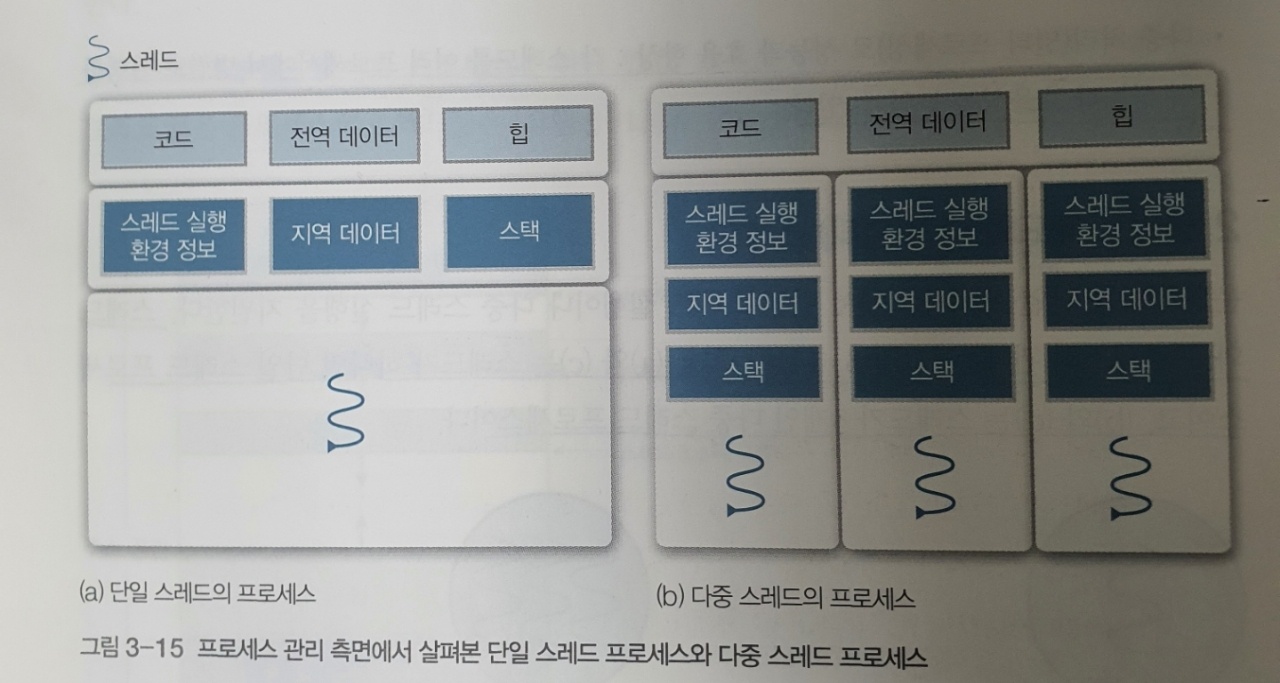 스레드
코드
전역 데이터
힙
스레드 실행
환경 정보
지역 데이터
스택
코드
전역 데이터
힙
스레드 실행
환경 정보
지역 데이터
스택
스레드 실행
환경 정보
지역 데이터
스택
스레드 실행
환경 정보
지역 데이터
스택
(a) 단일 스레드의 프로세스
(b) 다중 스레드의 프로세스
그림 3-15 프로세스 관리 측면에서 살펴본 단일 스레드 프로세스와 다중 스레드 프로세스